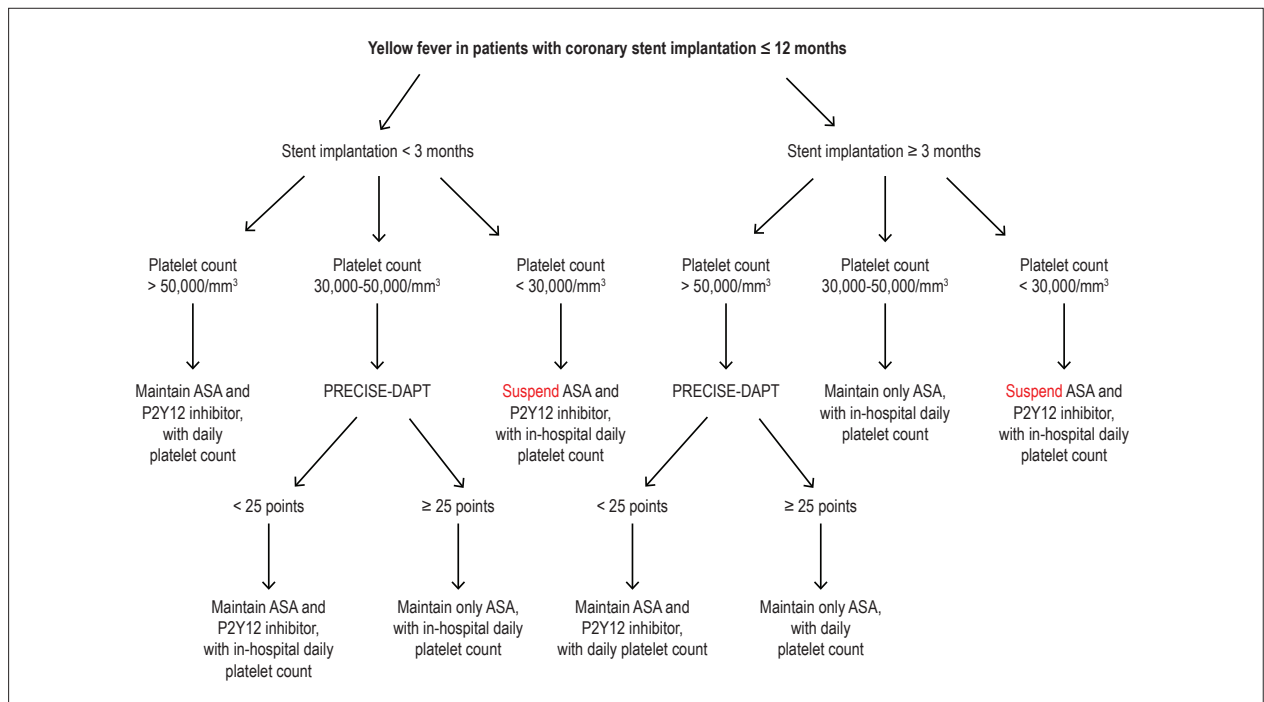 Yellow fever in patients with coronary stent implantation ≤ 12 months
Stent implantation < 3 months
Stent implantation ≥ 3 months
Platelet count
> 50,000/mm³
Platelet count
30,000-50,000/mm³
Platelet count
< 30,000/mm³
Platelet count
> 50,000/mm³
Platelet count
30,000-50,000/mm³
Platelet count
< 30,000/mm³
Maintain ASA and
P2Y12 inhibitor,
with daily
platelet count
PRECISE-DAPT
Suspend ASA and
P2Y12 inhibitor,
with in-hospital daily
platelet count
PRECISE-DAPT
Maintain only ASA,
with in-hospital daily
platelet count
Suspend ASA and
P2Y12 inhibitor,
with in-hospital daily
platelet count
< 25 points
≥ 25 points
< 25 points
≥ 25 points
Maintain ASA and
P2Y12 inhibitor,
with in-hospital daily
platelet count
Maintain only ASA,
with in-hospital daily
platelet count
Maintain ASA and
P2Y12 inhibitor,
with daily platelet count
Maintain only ASA,
with daily
platelet count